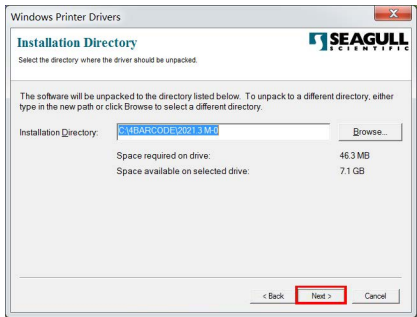 Windows Printer Drivers
Installation Directory
SEAGULL
SCIENTIFIC
Select the directory where the driver should be unpacked.
The software will be unpacked to the directory listed below. To unpack to a different directory, either
type in the new path or click Browse to select a different directory.
Installation Directory:
C:\4BARCODE\2021.3 M-0
Browse...
Space required on drive:
46.3 MB
Space available on selected drive:
7.1 GB
< Back
Next >
Cancel